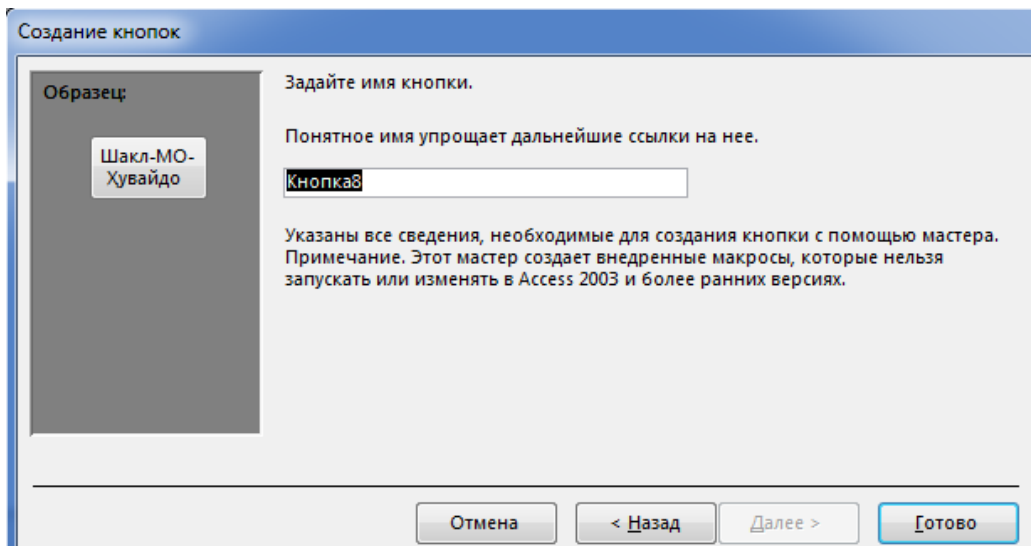 Создание кнопок
Образец:
Шакл-МО-
Ҳувайдо
Задайте имя кнопки.
Понятное имя упрощает дальнейшие ссылки на нее.
Кнопка8
Указаны все сведения, необходимые для создания кнопки с помощью мастера.
Примечание. Этот мастер создает внедренные макросы, которые нельзя
запускать или изменять в Access 2003 и более ранних версиях.
Отмена
< Назад
Далее >
Готово